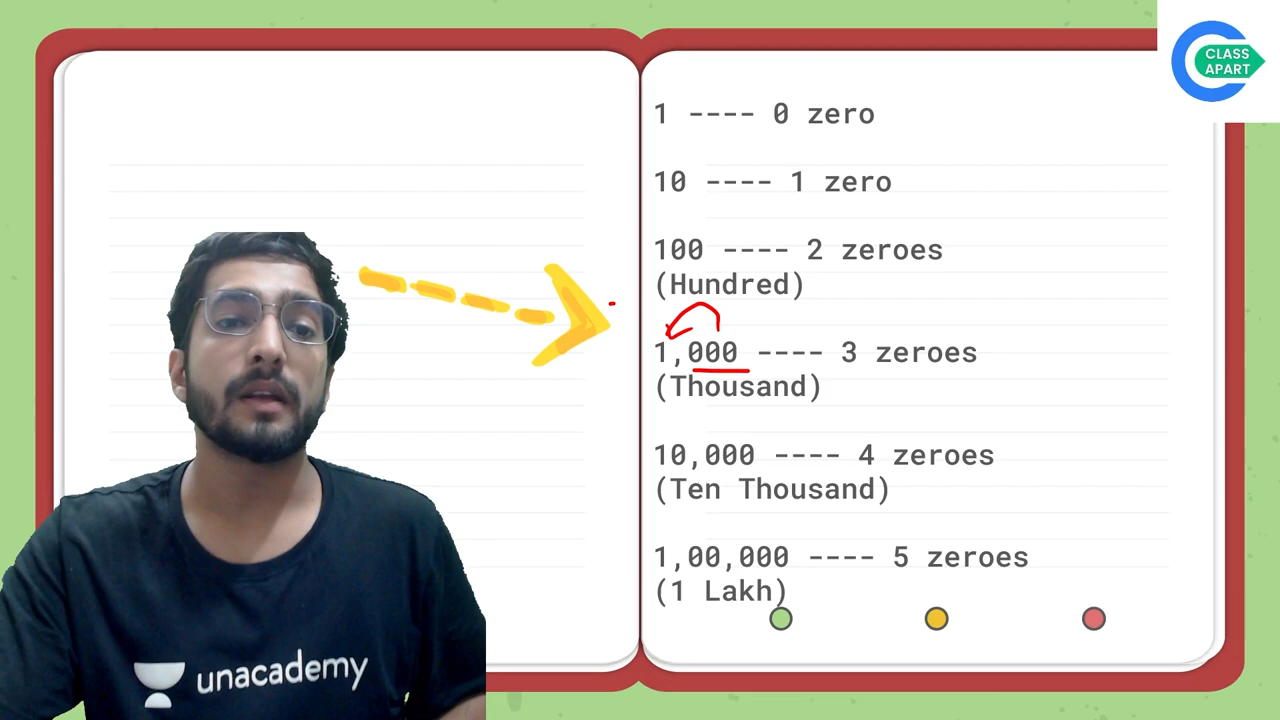 CLASS
APART
1 ---- 0 zero
10 ---- 1 zero
100 ---- 2 zeroes
(Hundred)
1,000 ---- 3 zeroes
(Thousand)
10,000 ---- 4 zeroes
(Ten Thousand)
1,00,000 ---- 5 zeroes
(1 Lakh)
unacademy